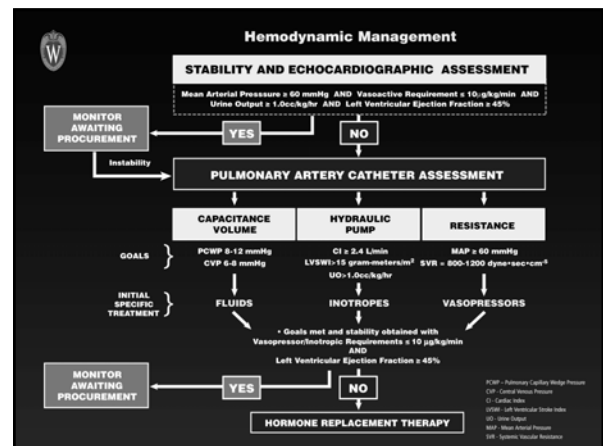 W
Hemodynamic Management
STABILITY AND ECHOCARDIOGRAPHIC ASSESSMENT
Mean Arterial Presssure ≥ 60 mmHg AND Vasoactive Requirement ≤ 10µg/kg/min AND
Urine Output ≥ 1.0cc/kg/hr AND Left Ventricular Ejection Fraction ≥ 45%
MONITOR
AWAITING
PROCUREMENT
YES
NO
Instability
PULMONARY ARTERY CATHETER ASSESSMENT
CAPACITANCE
VOLUME
HYDRAULIC
PUMP
RESISTANCE
GOALS
PCWP 8-12 mmHg
CVP 6-8 mmHg
CI ≥ 2.4 L/min
LVSWI>15 gram-meters/m²
UO>1.0cc/kg/hr
MAP ≥ 60 mmHg
SVR = 800-1200 dyne•sec•cm⁻⁵
INITIAL
SPECIFIC
TREATMENT
FLUIDS
INOTROPES
VASOPRESSORS
• Goals met and stability obtained with
Vasopressor/Inotropic Requirements ≤ 10 µg/kg/min
AND
Left Ventricular Ejection Fraction ≥ 45%
MONITOR
AWAITING
PROCUREMENT
YES
NO
HORMONE REPLACEMENT THERAPY
PCWP – Pulmonary Capillary Wedge Pressure
CVP - Central Venous Pressure
CI - Cardiac Index
LVSWI - Left Ventricular Stroke Index
UO - Urine Output
MAP - Mean Arterial Pressure
SVR - Systemic Vascular Resistance